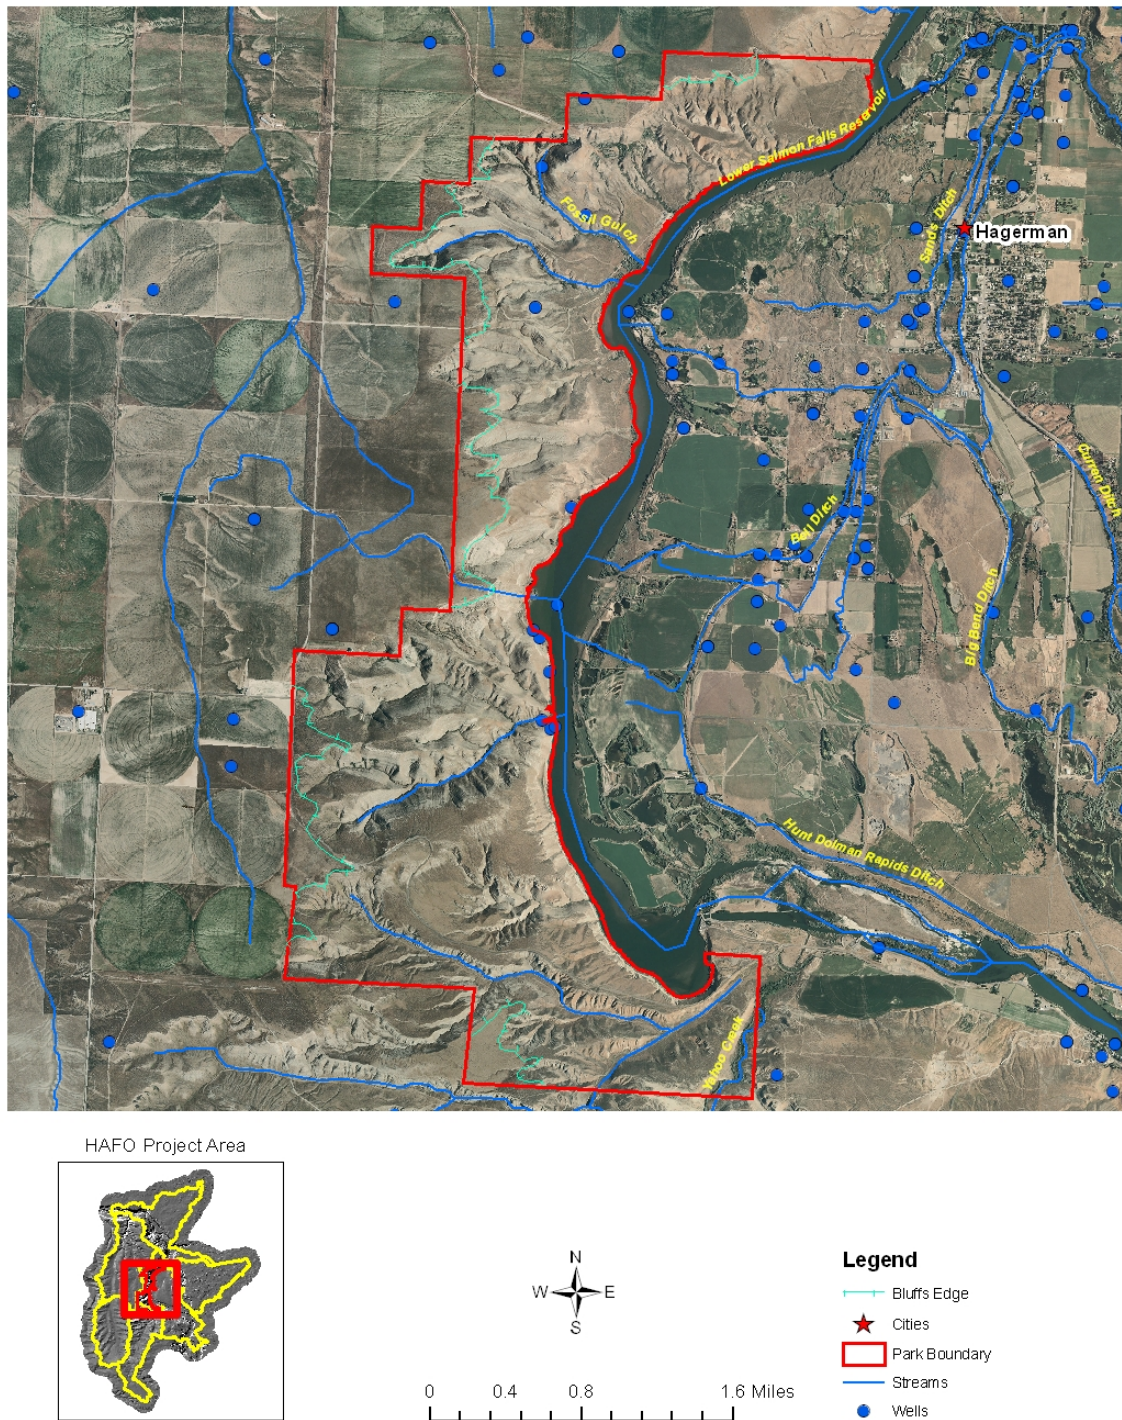 Lower Salmon Falls Reservoir
Fossil Gulch
Sands Ditch
Hagerman
Curren Ditch
Bell Ditch
Big Bend Ditch
Hunt Dolman Rapids Ditch
Yahoo Creek
HAFO Project Area
N
W E
S
0 0.4 0.8 1.6 Miles
Legend
Bluffs Edge
Cities
Park Boundary
Streams
Wells